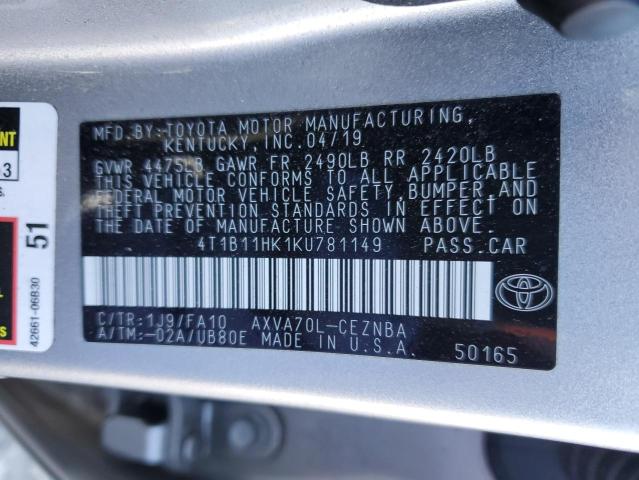 MFD.BY:TOYOTA MOTOR MANUFACTURING,
KENTUCKY, INC.04/19
GVWR 4475LB GAWR FR 2490LB RR 2420LB
THIS VEHICLE CONFORMS TO ALL APPLICABLE
FEDERAL MOTOR VEHICLE SAFETY, BUMPER, AND
THEFT PREVENTION STANDARDS IN EFFECT ON
THE DATE OF MANUFACTURE SHOWN ABOVE.
4T1B11HK1KU781149 PASS.CAR
C/TR:1J9/FA10 AXVA70L-CEZNBA
A/TM:-02A/UB80E MADE IN U.S.A. 50165
51
42661-06B30